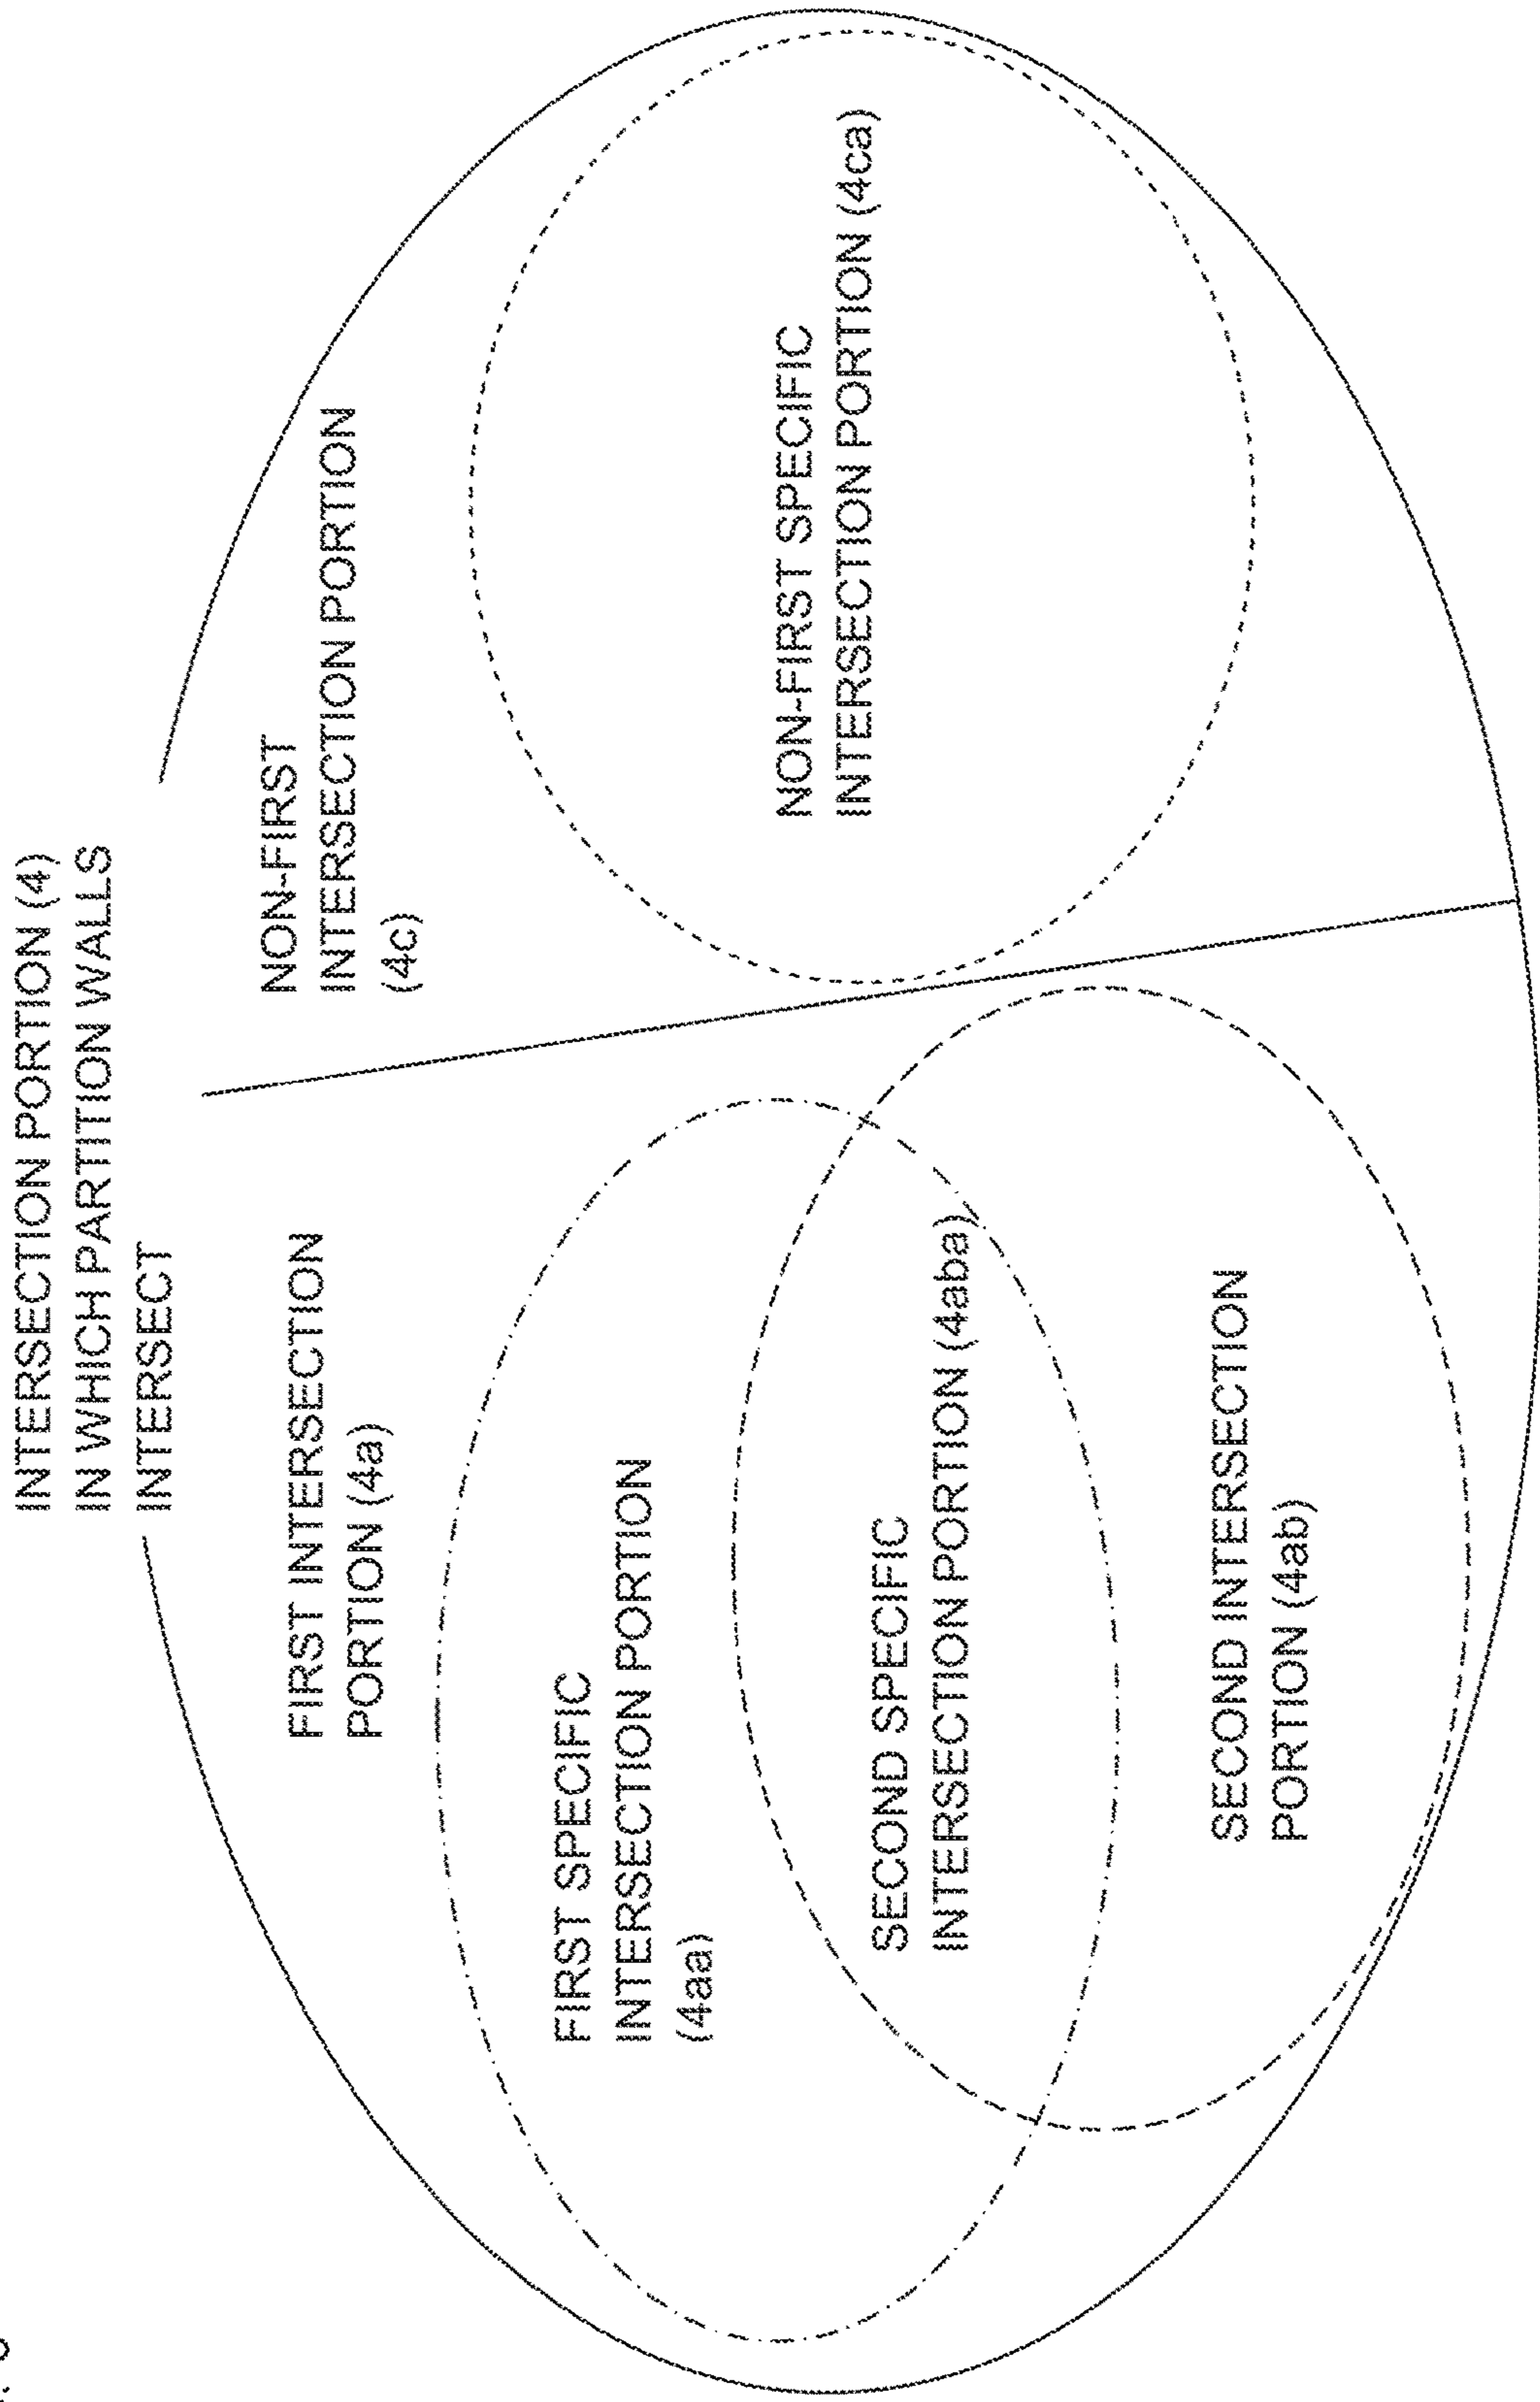 INTERSECTION PORTION (4)
IN WHICH PARTITION WALLS
INTERSECT
FIRST INTERSECTION
PORTION (4a)
NON-FIRST
INTERSECTION PORTION
(4c)
FIRST SPECIFIC
INTERSECTION PORTION
(4aa)
NON-FIRST SPECIFIC
INTERSECTION PORTION (4ca)
SECOND SPECIFIC
INTERSECTION PORTION (4aba)
SECOND INTERSECTION
PORTION (4ab)